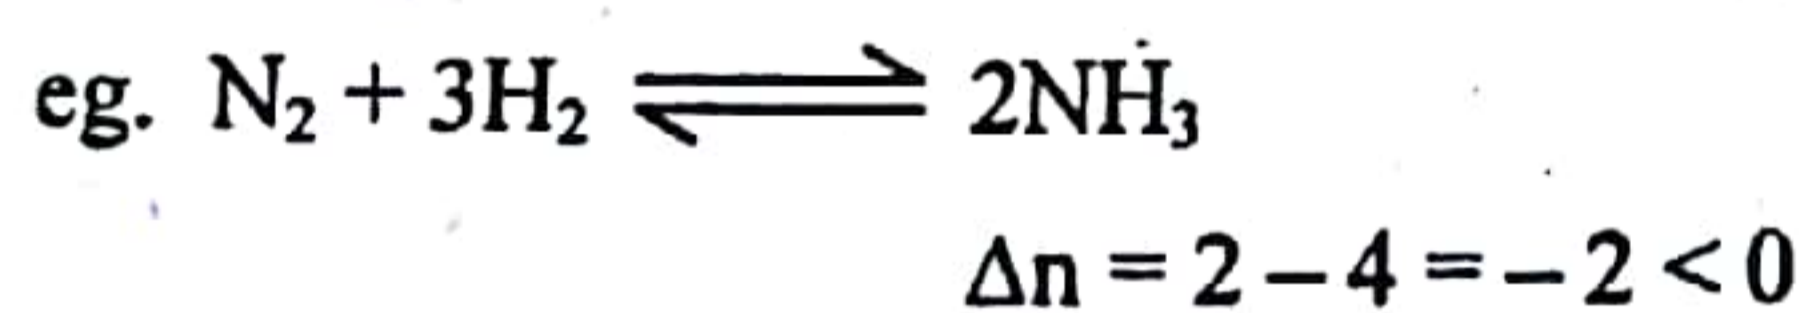 eg. N₂ + 3H₂ ⇌ 2NH₃
Δn = 2 – 4 = – 2 < 0